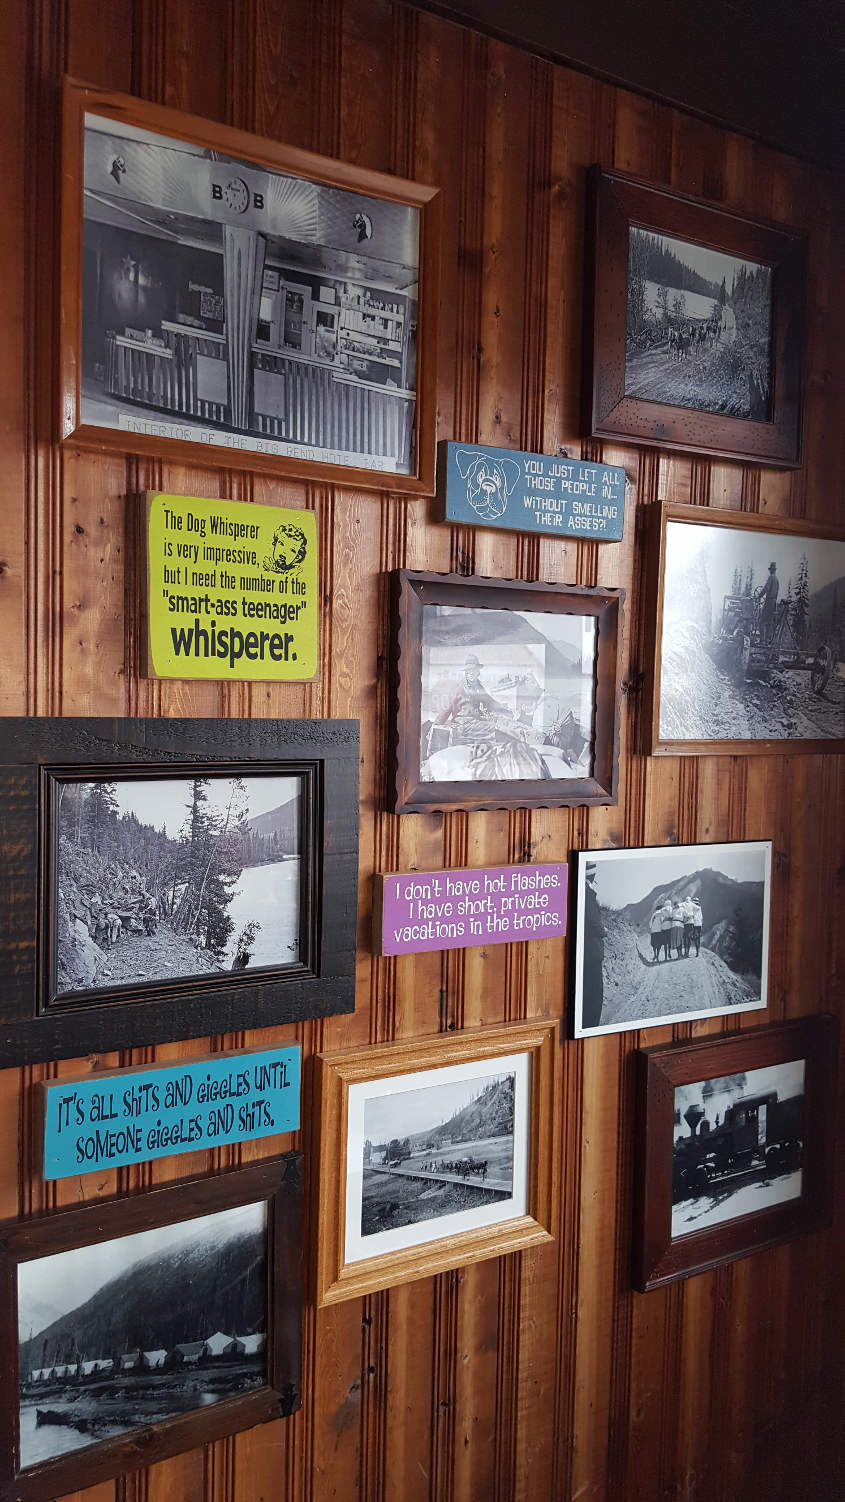 B B
INTERIOR OF THE BIG BEND HOTEL BAR
YOU JUST LET ALL
THOSE PEOPLE IN...
WITHOUT SMELLING
THEIR ASSES?!
The Dog Whisperer
is very impressive,
but I need the number of the
"smart-ass teenager"
whisperer.
I don't have hot flashes.
I have short, private
vacations in the tropics.
IT'S ALL SHITS AND GIGGLES UNTIL
SOMEONE GIGGLES AND SHITS.